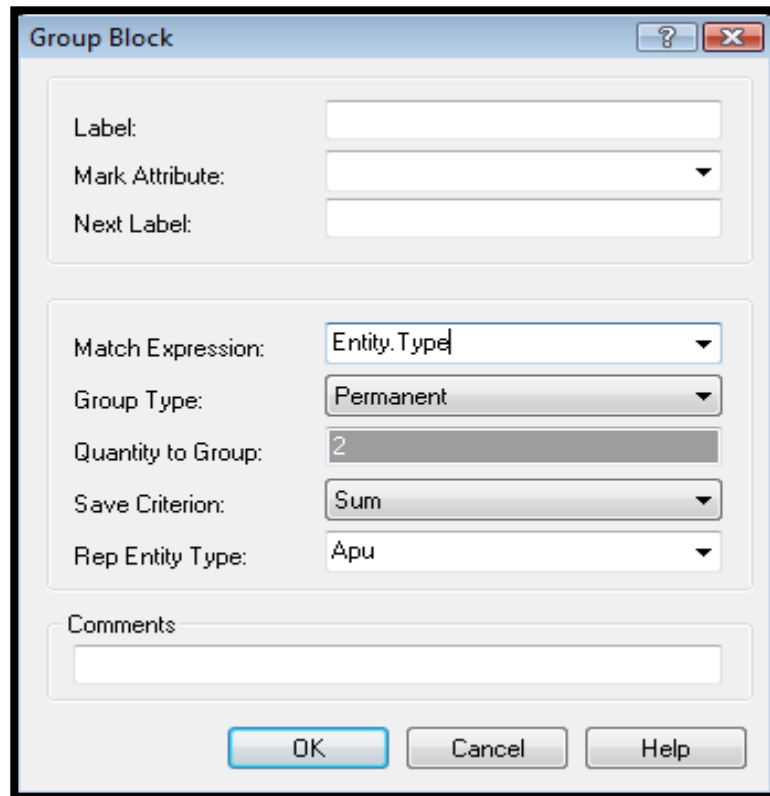 Group Block
Label:
Mark Attribute:
Next Label:
Match Expression: Entity.Type
Group Type: Permanent
Quantity to Group: 2
Save Criterion: Sum
Rep Entity Type: Apu
Comments
OK Cancel Help